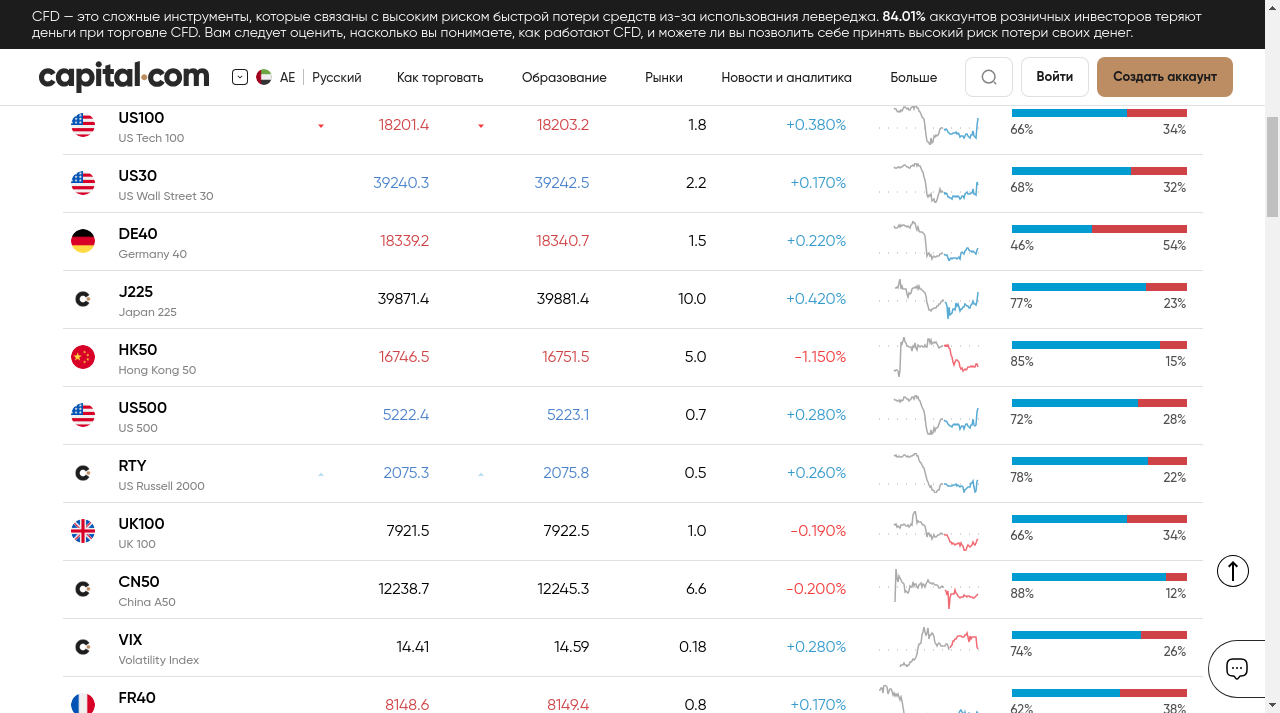 CFD — это сложные инструменты, которые связаны с высоким риском быстрой потери средств из-за использования левереджа. 84.01% аккаунтов розничных инвесторов теряют
деньги при торговле CFD. Вам следует оценить, насколько вы понимаете, как работают CFD, и можете ли вы позволить себе принять высокий риск потери своих денег.
capital.com AE Русский Как торговать Образование Рынки Новости и аналитика Больше Войти Создать аккаунт
US100 18201.4 18203.2 1.8 +0.380%
US Tech 100 66% 34%
US30 39240.3 39242.5 2.2 +0.170%
US Wall Street 30 68% 32%
DE40 18339.2 18340.7 1.5 +0.220%
Germany 40 46% 54%
J225 39871.4 39881.4 10.0 +0.420%
Japan 225 77% 23%
HK50 16746.5 16751.5 5.0 -1.150%
Hong Kong 50 85% 15%
US500 5222.4 5223.1 0.7 +0.280%
US 500 72% 28%
RTY 2075.3 2075.8 0.5 +0.260%
US Russell 2000 78% 22%
UK100 7921.5 7922.5 1.0 -0.190%
UK 100 66% 34%
CN50 12238.7 12245.3 6.6 -0.200%
China A50 88% 12%
VIX 14.41 14.59 0.18 +0.280%
Volatility Index 74% 26%
FR40 8148.6 8149.4 0.8 +0.170%
62% 38%